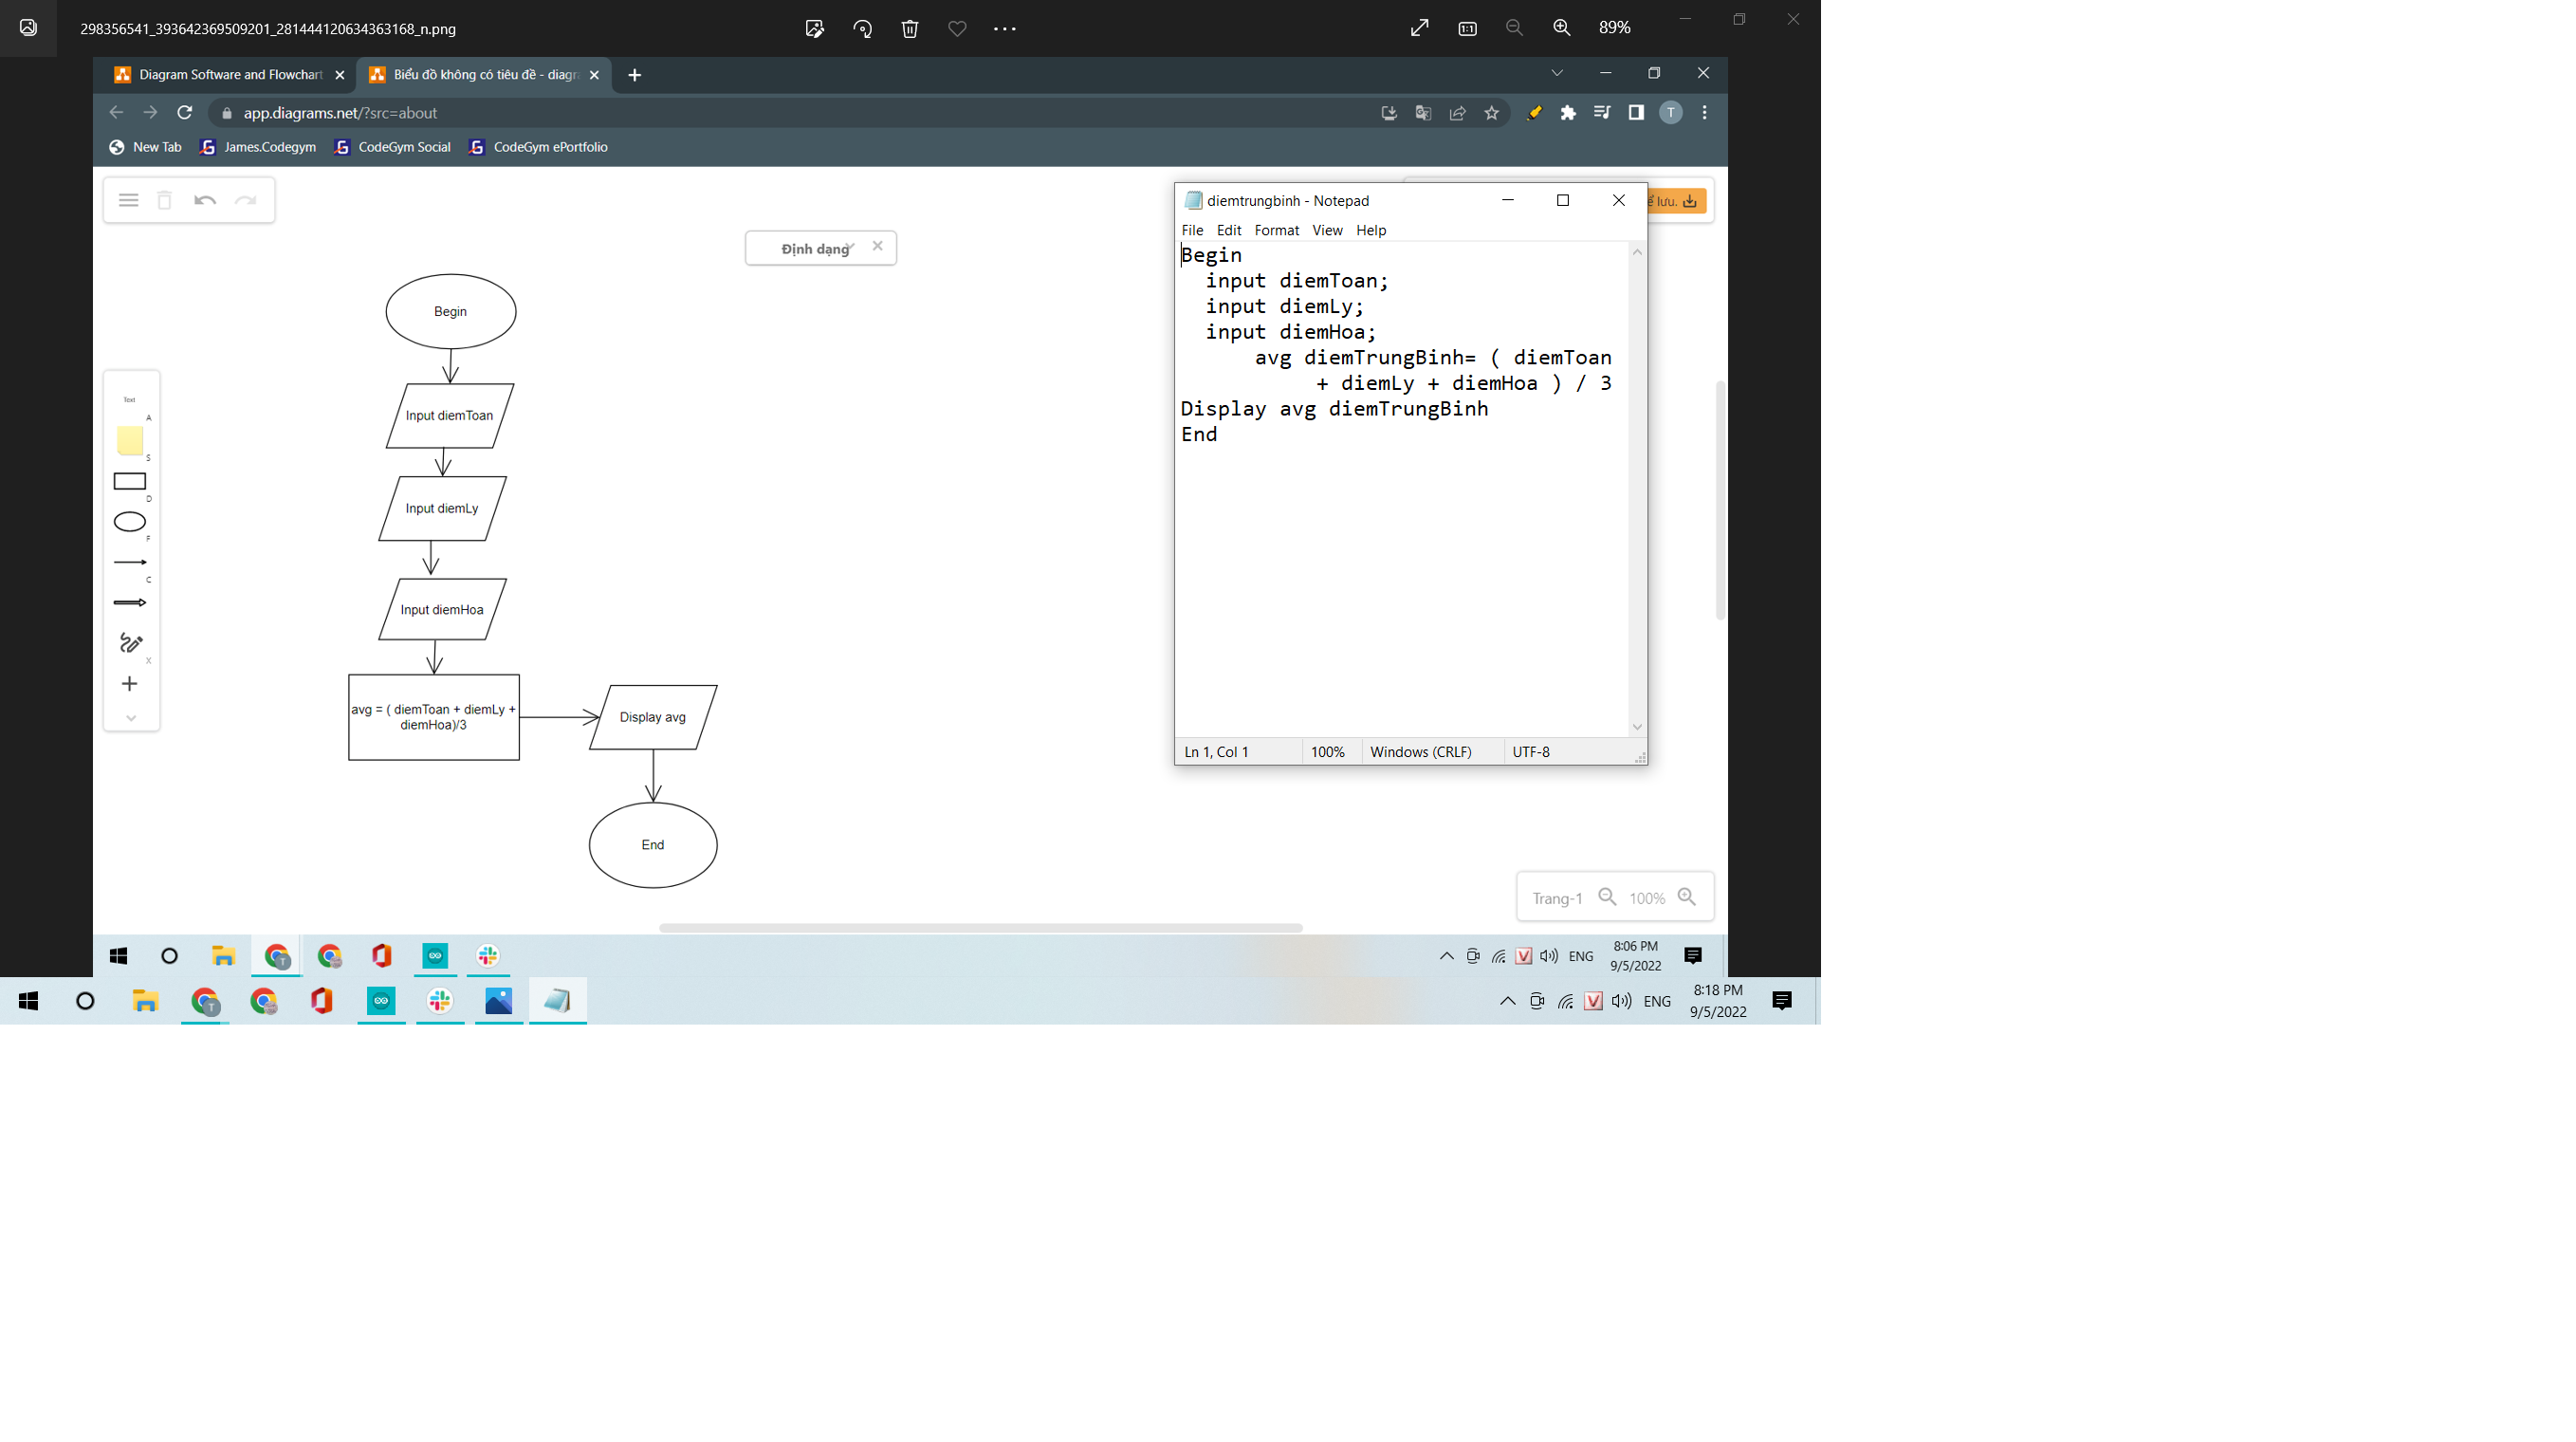 298356541_393642369509201_281444120634363168_n.png
89%
Diagram Software and Flowchart
Biểu đồ không có tiêu đề - diagr
app.diagrams.net/?src=about
T
New Tab
James.Codegym
CodeGym Social
CodeGym ePortfolio
Định dạng
Begin
Input diemToan
Input diemLy
Input diemHoa
avg = ( diemToan + diemLy +
diemHoa)/3
Display avg
End
Text
A
S
D
F
C
X
diemtrungbinh - Notepad
lưu.
File Edit Format View Help
Begin
input diemToan;
input diemLy;
input diemHoa;
avg diemTrungBinh= ( diemToan
+ diemLy + diemHoa ) / 3
Display avg diemTrungBinh
End
Ln 1, Col 1
100%
Windows (CRLF)
UTF-8
Trang-1
100%
ENG
8:06 PM
9/5/2022
ENG
8:18 PM
9/5/2022